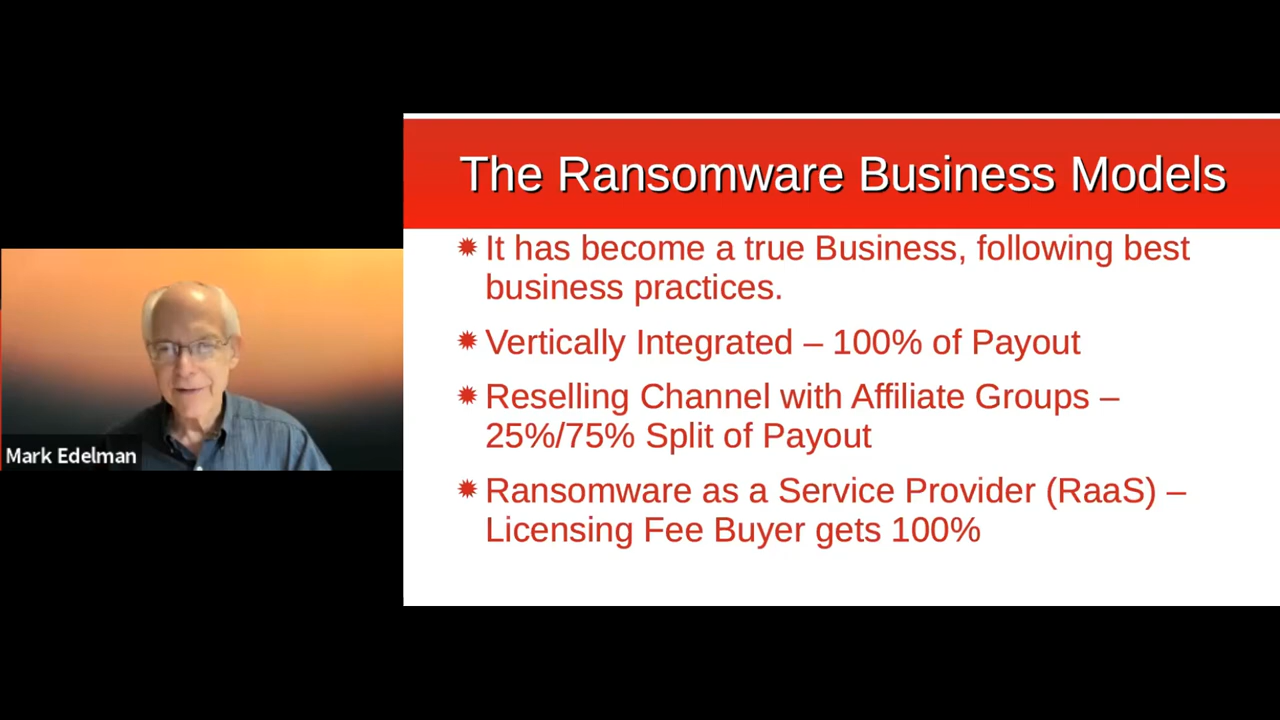 The Ransomware Business Models
It has become a true Business, following best
business practices.
Vertically Integrated – 100% of Payout
Reselling Channel with Affiliate Groups –
25%/75% Split of Payout
Ransomware as a Service Provider (RaaS) –
Licensing Fee Buyer gets 100%
Mark Edelman